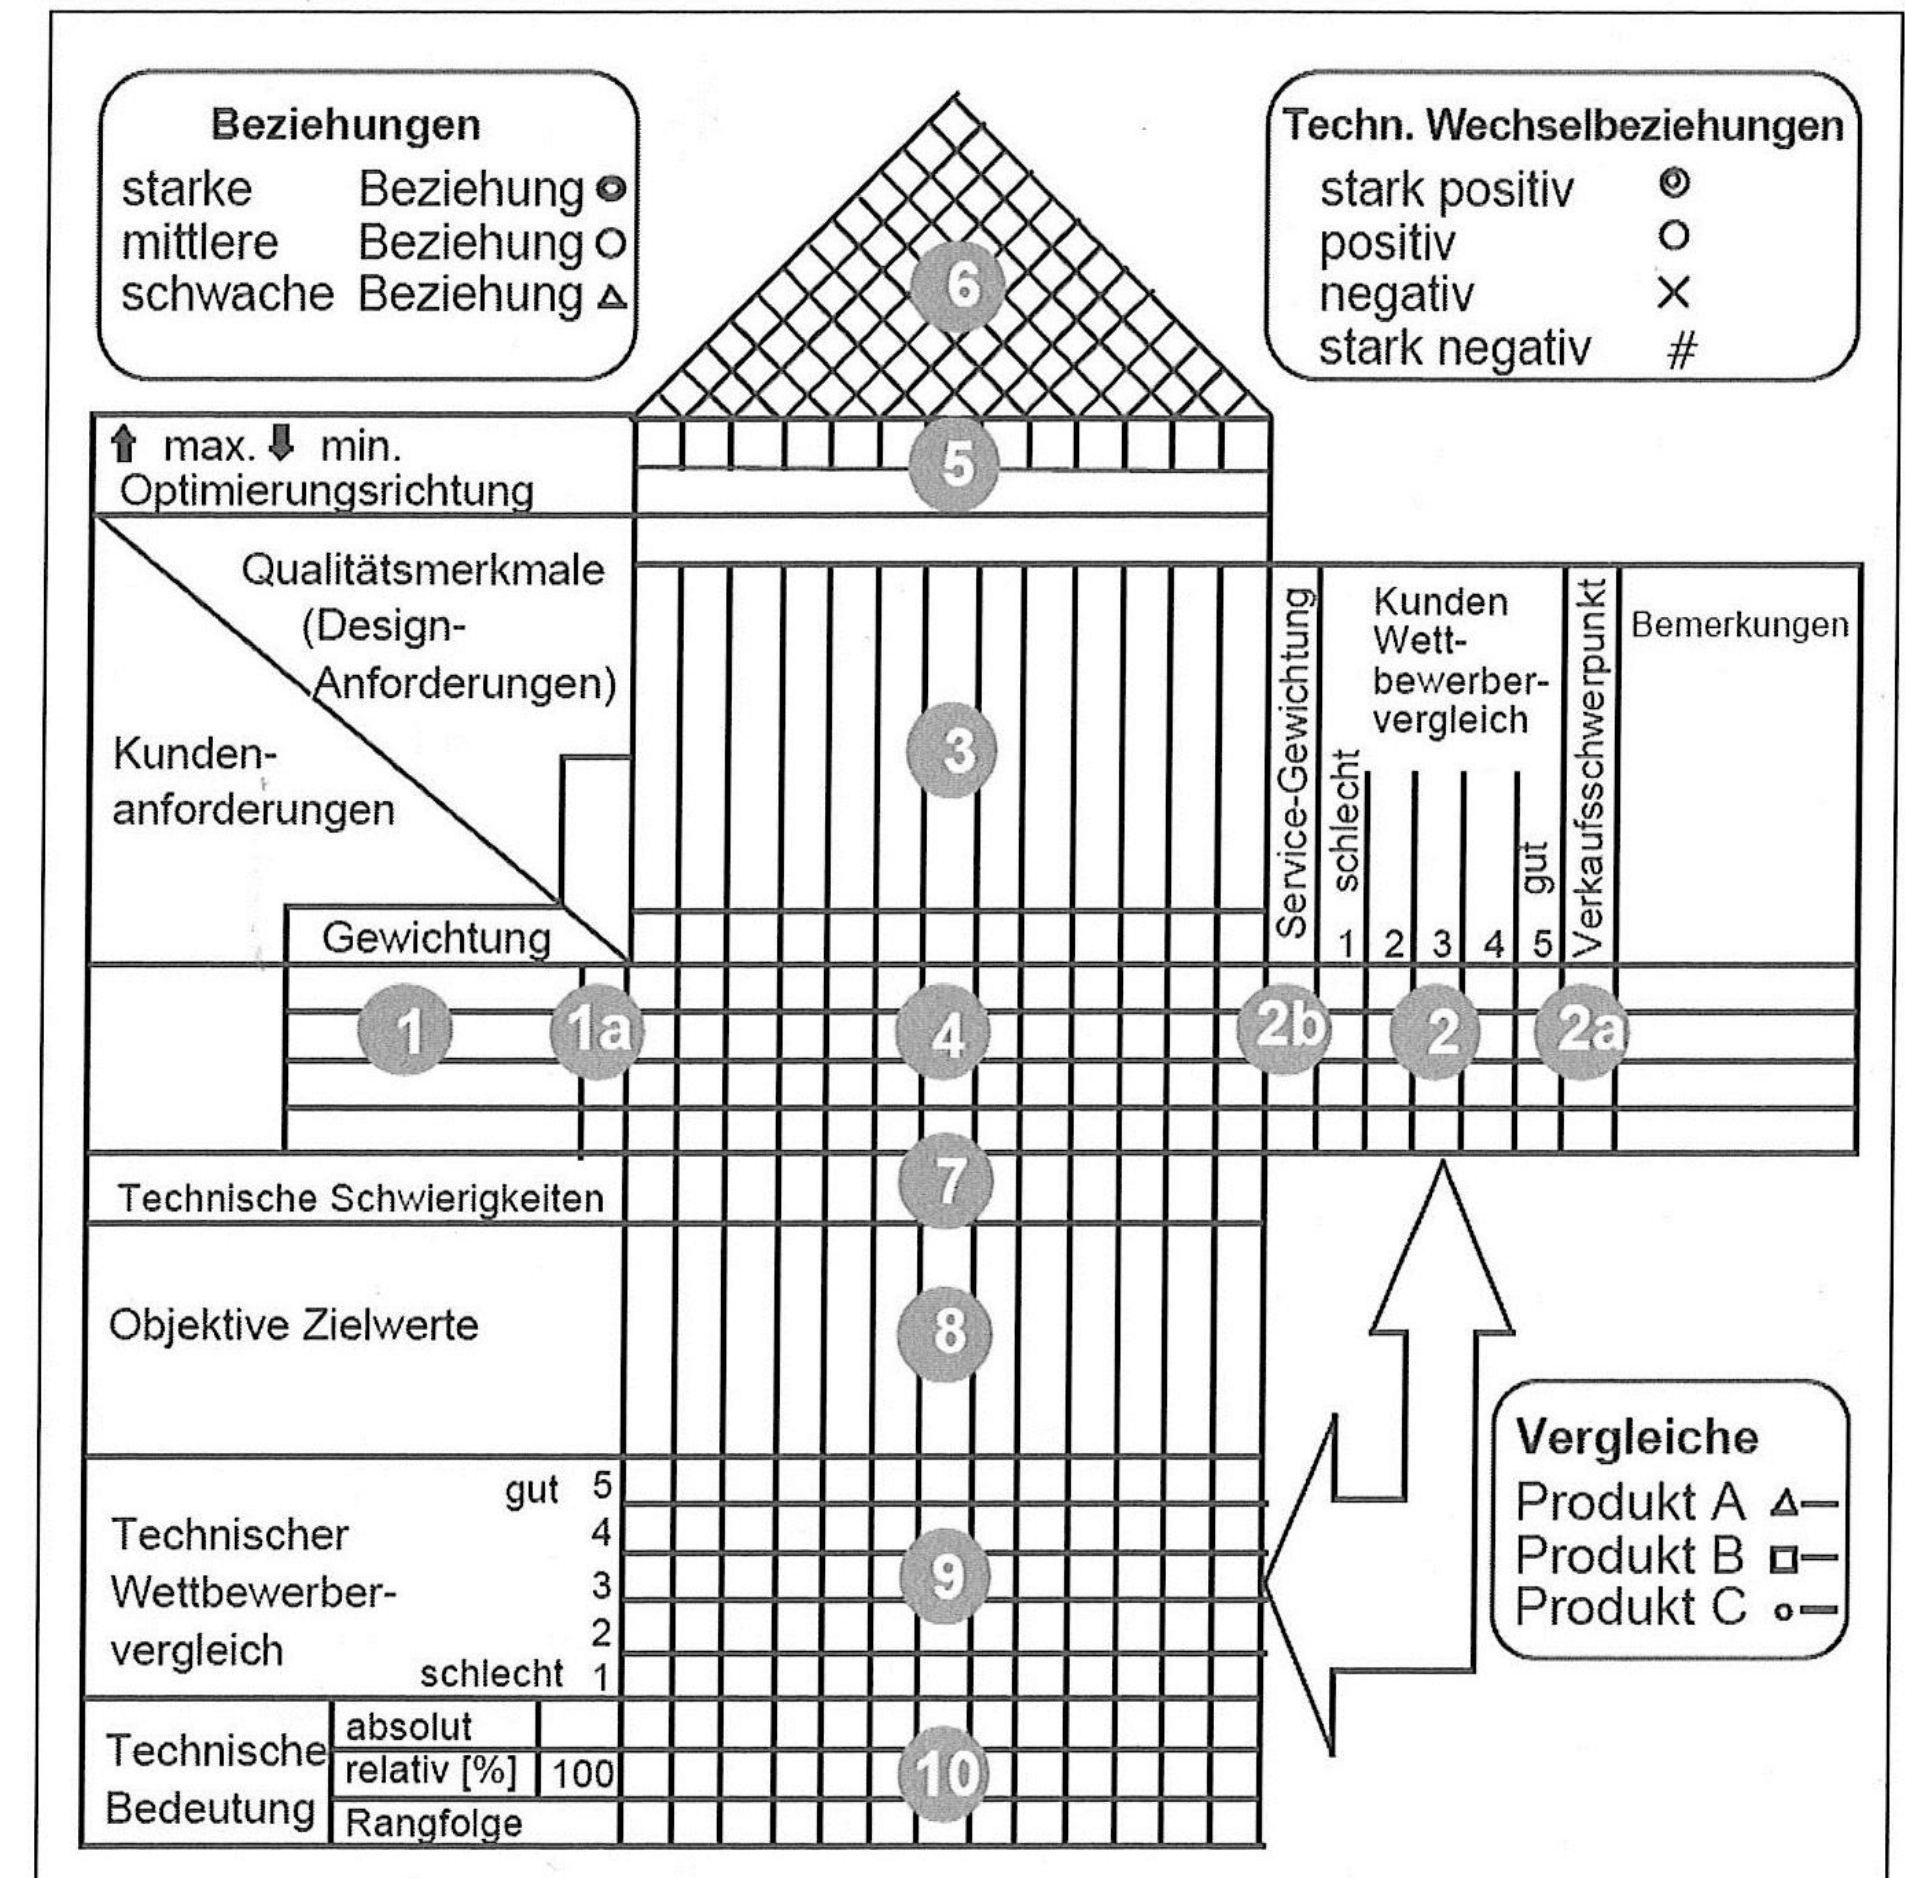 Beziehungen
starke Beziehung
mittlere Beziehung
schwache Beziehung
Techn. Wechselbeziehungen
stark positiv
positiv
negativ ×
stark negativ #
6
max. min.
Optimierungsrichtung
5
Qualitätsmerkmale
(Design-
Anforderungen)
Kunden-
anforderungen
Gewichtung
3
Service-Gewichtung
Kunden
Wett-
bewerber-
vergleich
schlecht
gut
1 2 3 4 5
Verkaufsschwerpunkt
Bemerkungen
1 1a 4 2b 2 2a
Technische Schwierigkeiten
7
Objektive Zielwerte
8
Technischer
Wettbewerber-
vergleich
gut 5
4
3
2
schlecht 1
9
Vergleiche
Produkt A
Produkt B
Produkt C
Technische
Bedeutung
absolut
relativ [%] 100
Rangfolge
10